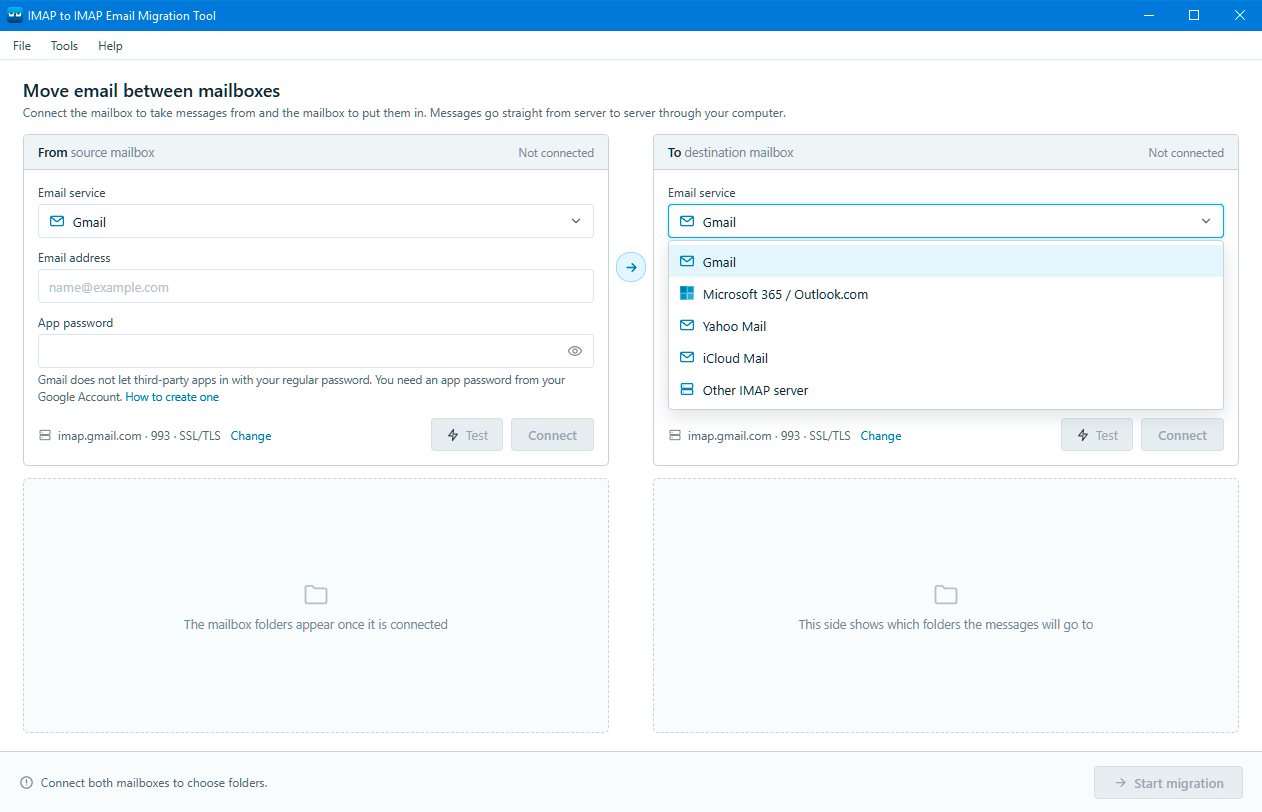 IMAP to IMAP Email Migration Tool
File Tools Help
Move email between mailboxes
Connect the mailbox to take messages from and the mailbox to put them in. Messages go straight from server to server through your computer.
From source mailbox Not connected
Email service
Gmail
Email address
name@example.com
App password
Gmail does not let third-party apps in with your regular password. You need an app password from your
Google Account. How to create one
imap.gmail.com · 993 · SSL/TLS Change Test Connect
The mailbox folders appear once it is connected
To destination mailbox Not connected
Email service
Gmail
Gmail
Microsoft 365 / Outlook.com
Yahoo Mail
iCloud Mail
Other IMAP server
imap.gmail.com · 993 · SSL/TLS Change Test Connect
This side shows which folders the messages will go to
Connect both mailboxes to choose folders.
Start migration